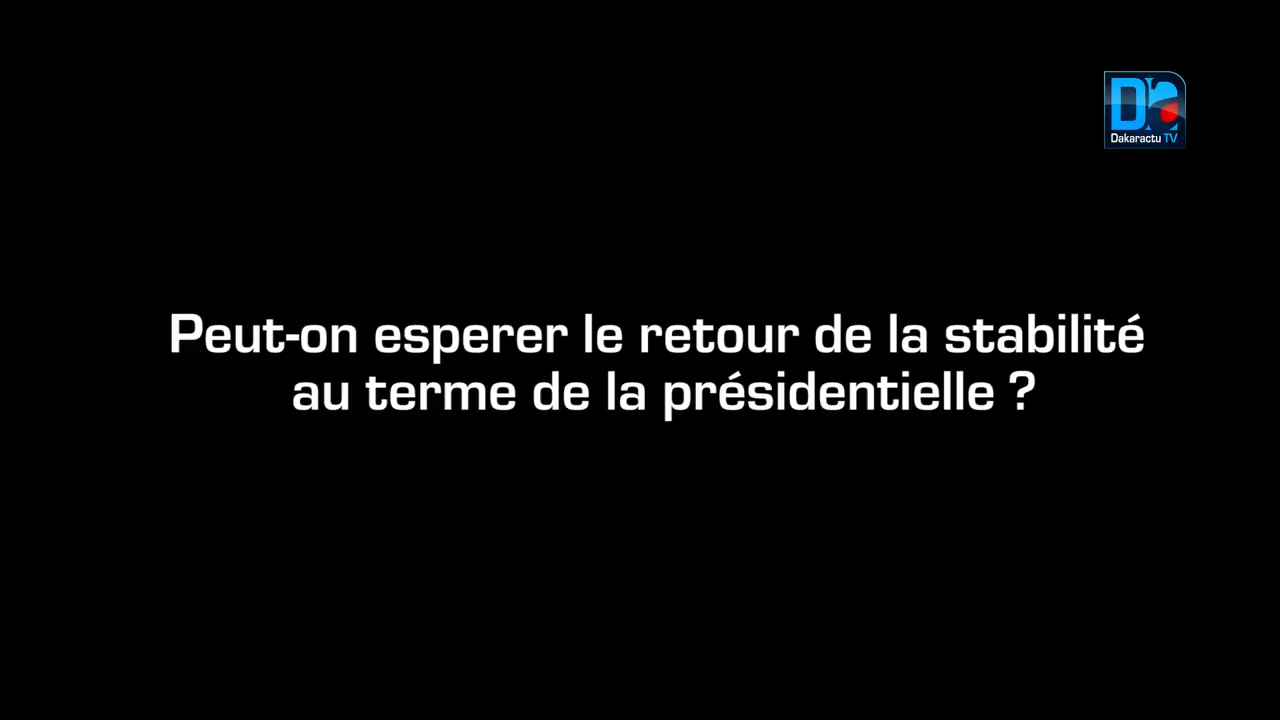 Dakaractu TV
Peut-on esperer le retour de la stabilité
au terme de la présidentielle ?